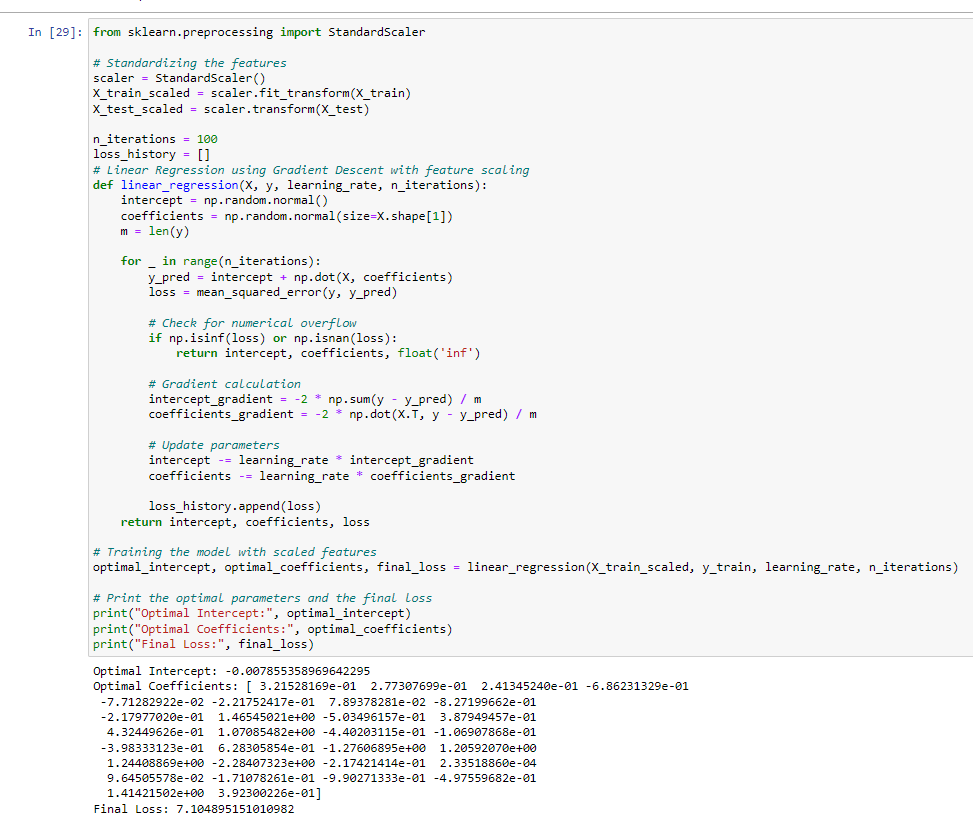 In [29]: from sklearn.preprocessing import StandardScaler
# Standardizing the features
scaler = StandardScaler()
X_train_scaled = scaler.fit_transform(X_train)
X_test_scaled = scaler.transform(X_test)
n_iterations = 100
loss_history = []
# Linear Regression using Gradient Descent with feature scaling
def linear_regression(X, y, learning_rate, n_iterations):
    intercept = np.random.normal()
    coefficients = np.random.normal(size=X.shape[1])
    m = len(y)
    for _ in range(n_iterations):
        y_pred = intercept + np.dot(X, coefficients)
        loss = mean_squared_error(y, y_pred)
        # Check for numerical overflow
        if np.isinf(loss) or np.isnan(loss):
            return intercept, coefficients, float('inf')
        # Gradient calculation
        intercept_gradient = -2 * np.sum(y - y_pred) / m
        coefficients_gradient = -2 * np.dot(X.T, y - y_pred) / m
        # Update parameters
        intercept -= learning_rate * intercept_gradient
        coefficients -= learning_rate * coefficients_gradient
        loss_history.append(loss)
    return intercept, coefficients, loss
# Training the model with scaled features
optimal_intercept, optimal_coefficients, final_loss = linear_regression(X_train_scaled, y_train, learning_rate, n_iterations)
# Print the optimal parameters and the final loss
print("Optimal Intercept:", optimal_intercept)
print("Optimal Coefficients:", optimal_coefficients)
print("Final Loss:", final_loss)
Optimal Intercept: -0.007855358969642295
Optimal Coefficients: [ 3.21528169e-01  2.77307699e-01  2.41345240e-01 -6.86231329e-01
 -7.71282922e-02 -2.21752417e-01  7.89378281e-02 -8.27199662e-01
 -2.17977020e-01  1.46545021e+00 -5.03496157e-01  3.87949457e-01
  4.32449626e-01  1.07085482e+00 -4.40203115e-01 -1.06907868e-01
 -3.98333123e-01  6.28305854e-01 -1.27606895e+00  1.20592070e+00
  1.24408869e+00 -2.28407323e+00 -2.17421414e-01  2.33518860e-04
  9.64505578e-02 -1.71078261e-01 -9.90271333e-01 -4.97559682e-01
  1.41421502e+00  3.92300226e-01]
Final Loss: 7.104895151010982